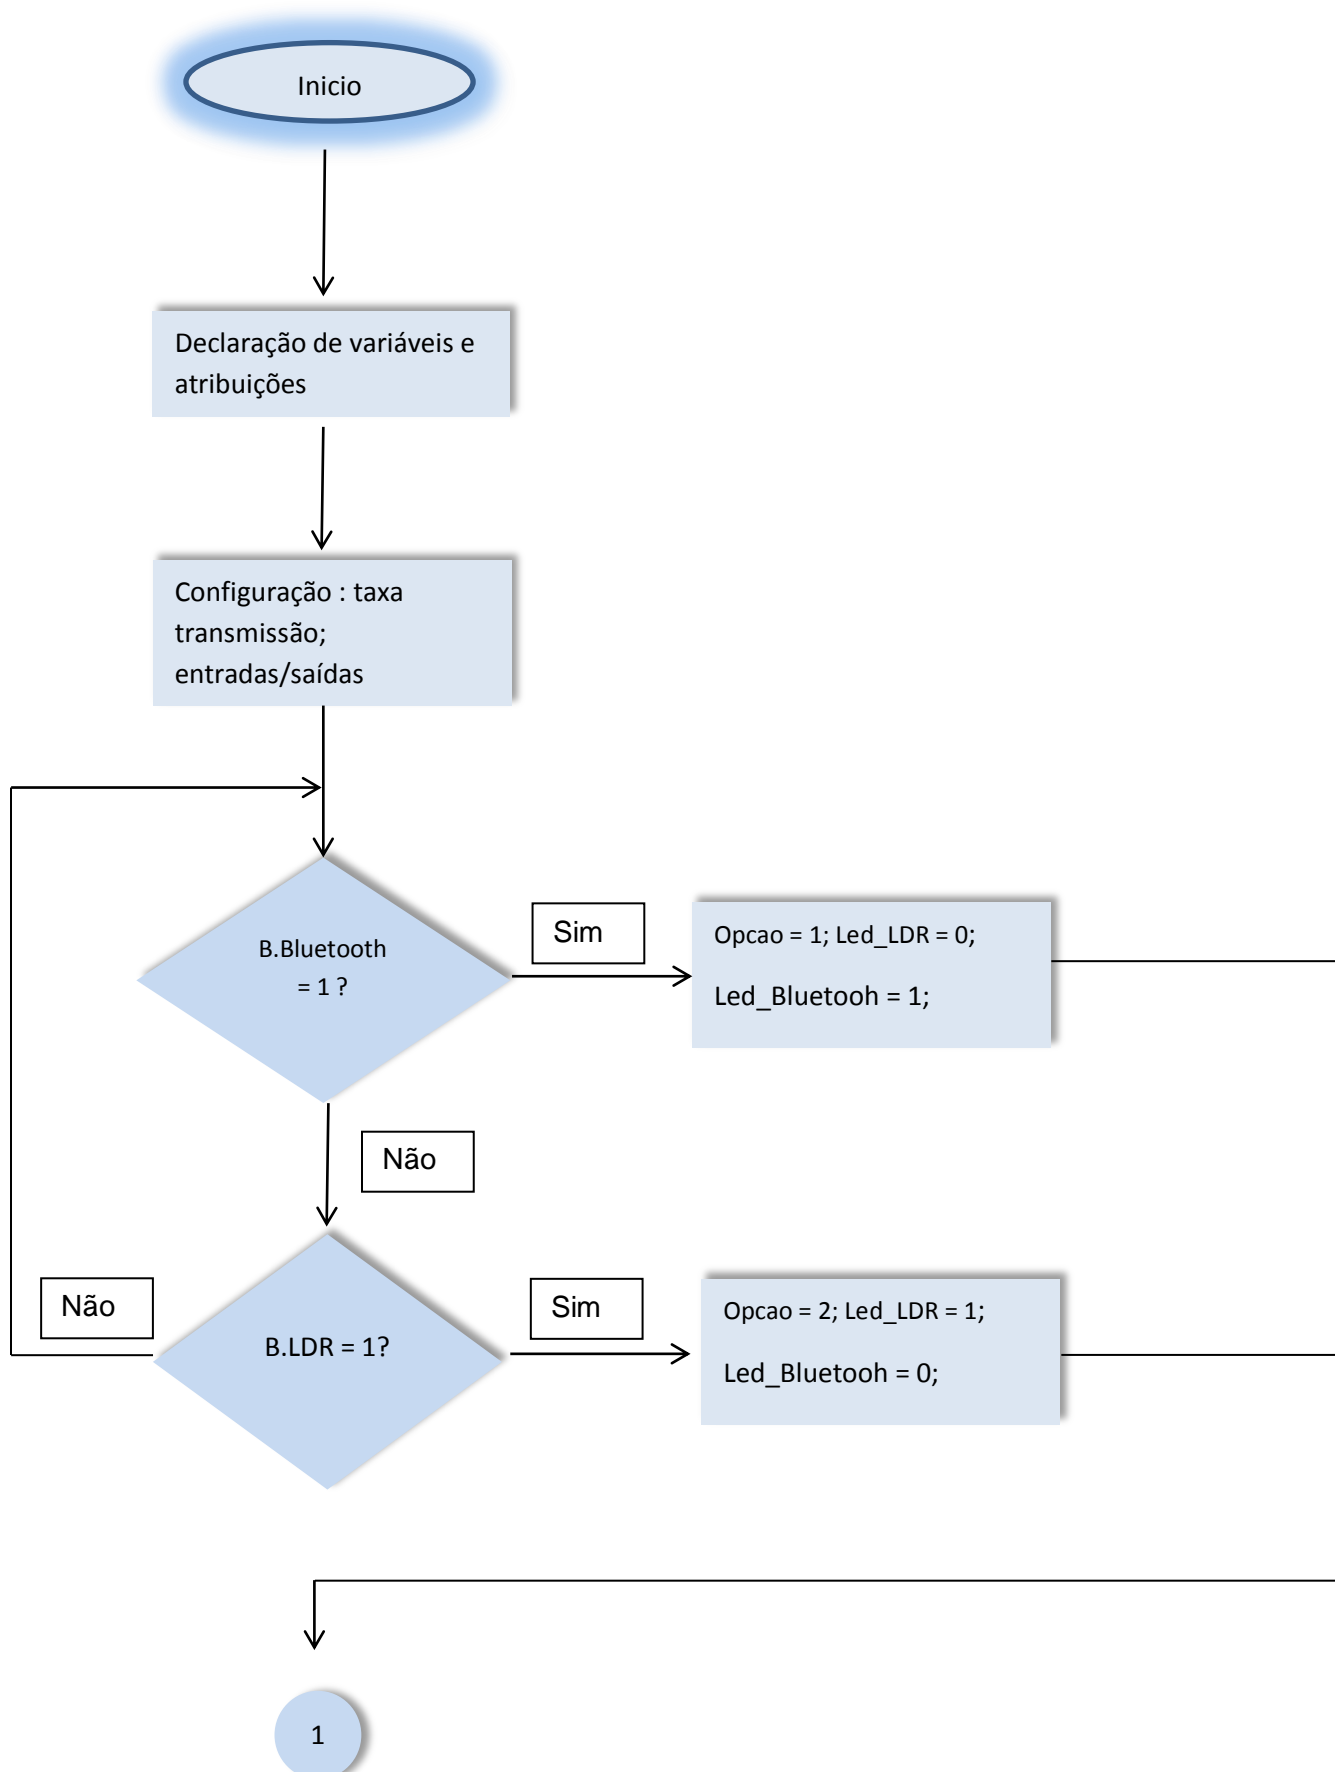 Inicio
Declaração de variáveis e
atribuições
Configuração : taxa
transmissão;
entradas/saídas
B.Bluetooth
= 1 ?
Sim
Opcao = 1; Led_LDR = 0;
Led_Bluetooh = 1;
Não
Não
B.LDR = 1?
Sim
Opcao = 2; Led_LDR = 1;
Led_Bluetooh = 0;
1